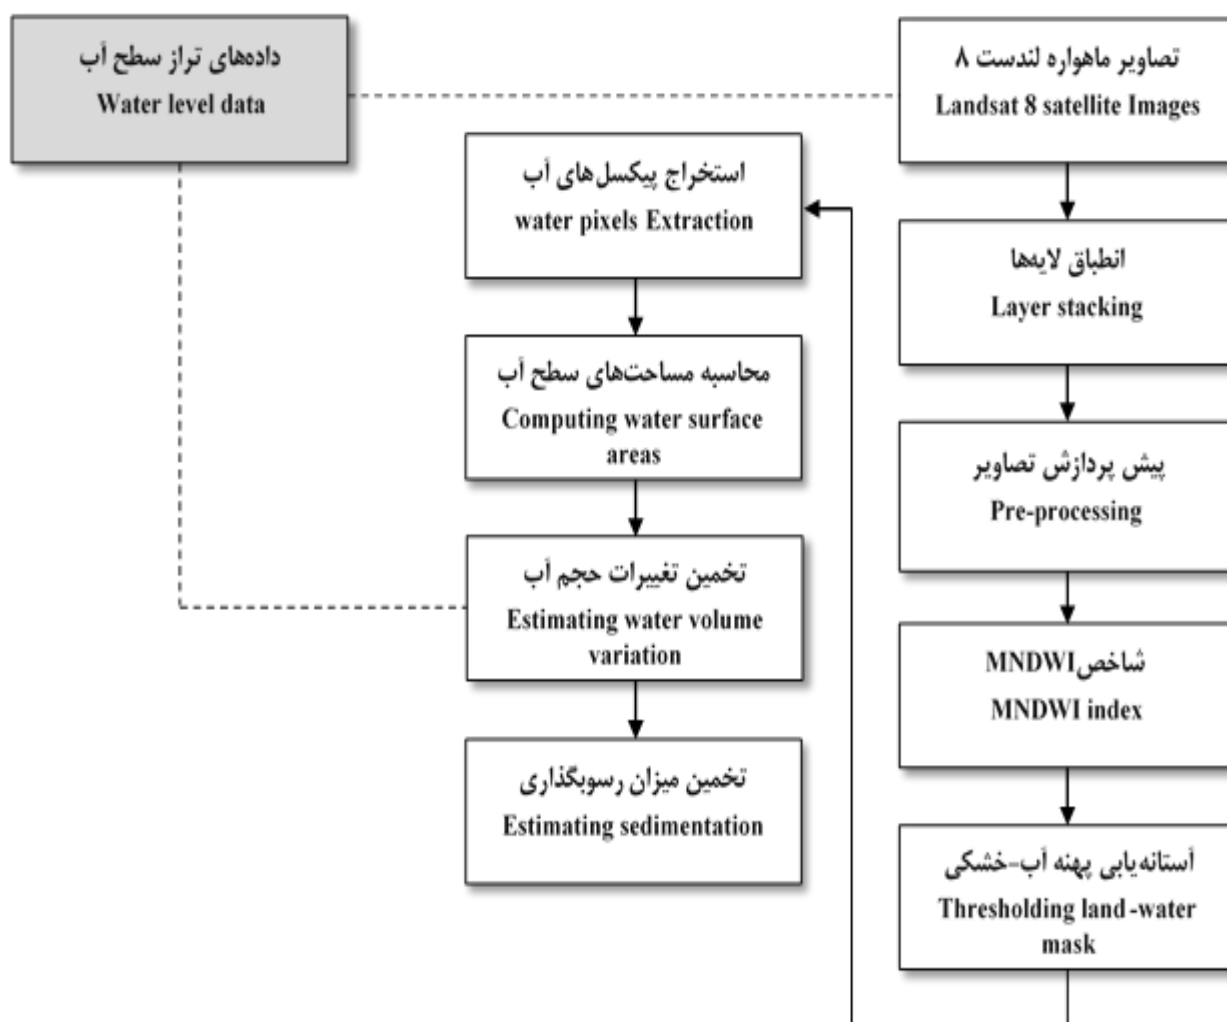 داده‌های تراز سطح آب
Water level data
تصاویر ماهواره لندست ۸
Landsat 8 satellite Images
انطباق لایه‌ها
Layer stacking
پیش پردازش تصاویر
Pre-processing
شاخص MNDWI
MNDWI index
آستانه‌یابی پهنه آب-خشکی
Thresholding land-water
mask
استخراج پیکسل‌های آب
water pixels Extraction
محاسبه مساحت‌های سطح آب
Computing water surface
areas
تخمین تغییرات حجم آب
Estimating water volume
variation
تخمین میزان رسوبگذاری
Estimating sedimentation